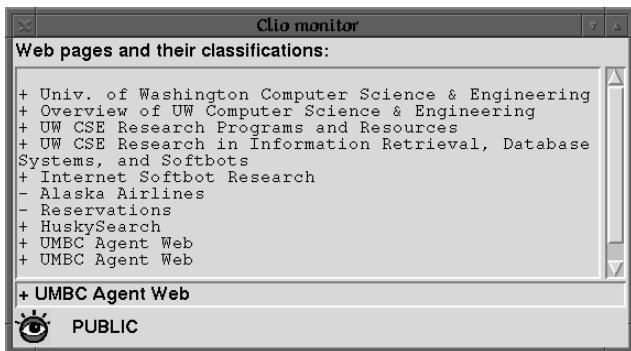 Clio monitor
Web pages and their classifications:
+ Univ. of Washington Computer Science & Engineering
+ Overview of UW Computer Science & Engineering
+ UW CSE Research Programs and Resources
+ UW CSE Research in Information Retrieval, Database
Systems, and Softbots
+ Internet Softbot Research
- Alaska Airlines
- Reservations
+ HuskySearch
+ UMBC Agent Web
+ UMBC Agent Web
+ UMBC Agent Web
PUBLIC